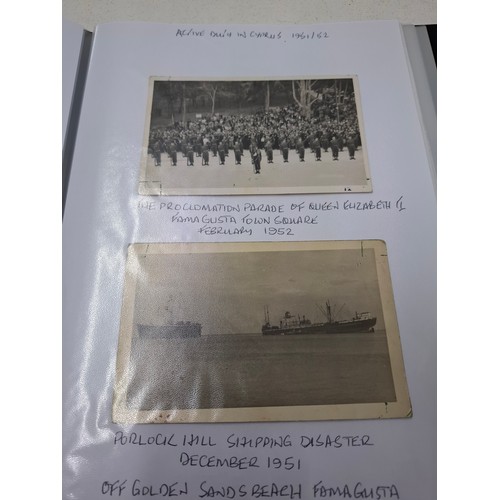 ACTIVE DUTY IN CYPRUS 1951/52
THE PROCLOMATION PARADE OF QUEEN ELIZABETH II
FAMAGUSTA TOWN SQUARE
FEBRUARY 1952
PORLOCK HILL SHIPPING DISASTER
DECEMBER 1951
OFF GOLDEN SANDS BEACH FAMAGUSTA